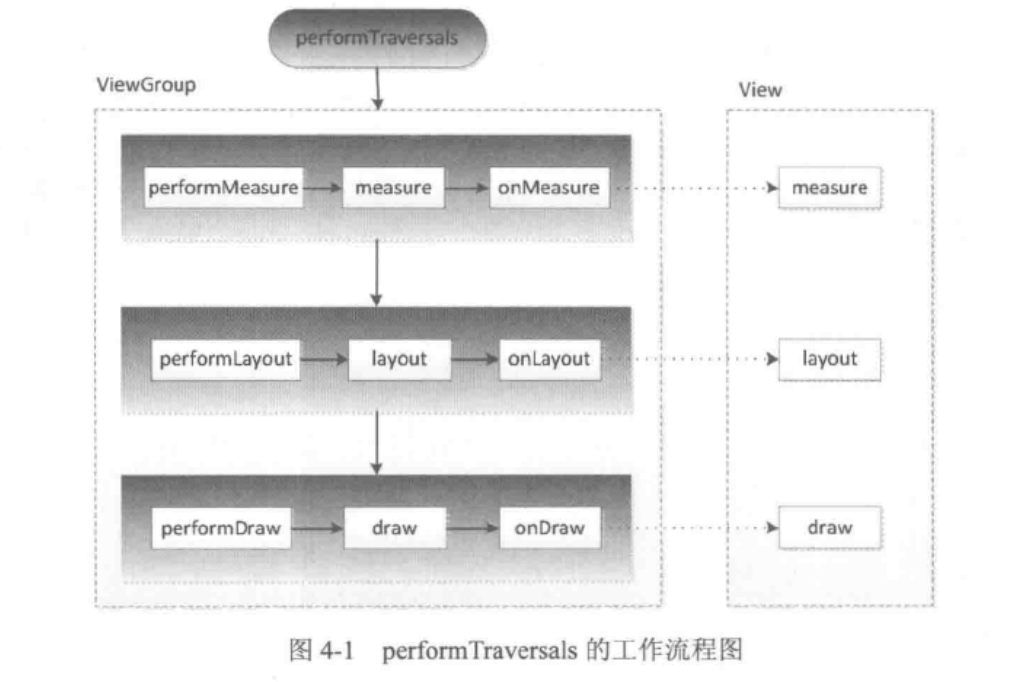 performTraversals
ViewGroup
View
performMeasure
measure
onMeasure
measure
performLayout
layout
onLayout
layout
performDraw
draw
onDraw
draw
图 4-1 performTraversals 的工作流程图